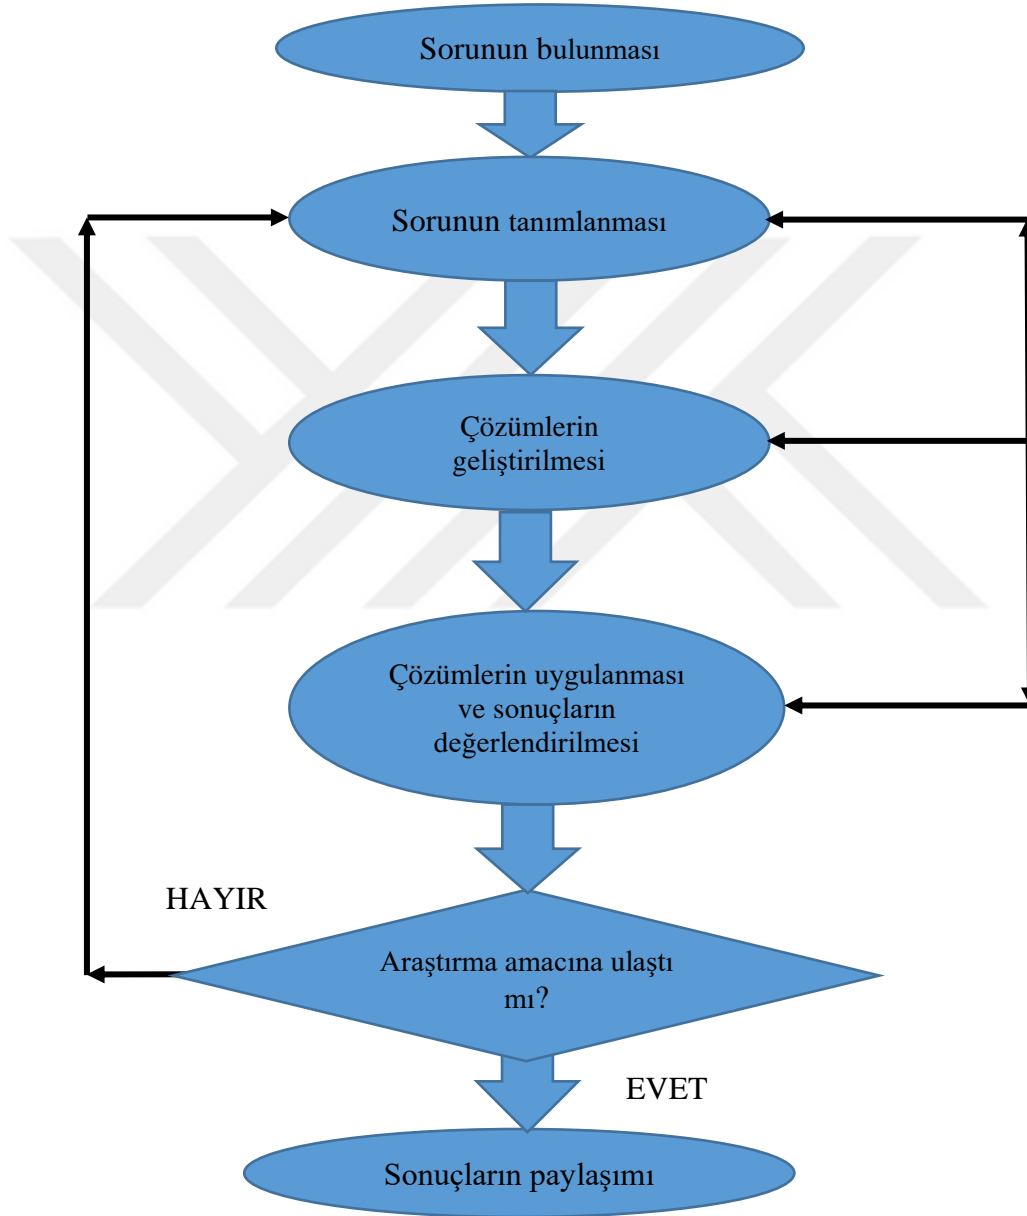 Sorunun bulunması
Sorunun tanımlanması
Çözümlerin
geliştirilmesi
Çözümlerin uygulanması
ve sonuçların
değerlendirilmesi
HAYIR
Araştırma amacına ulaştı
mı?
EVET
Sonuçların paylaşımı